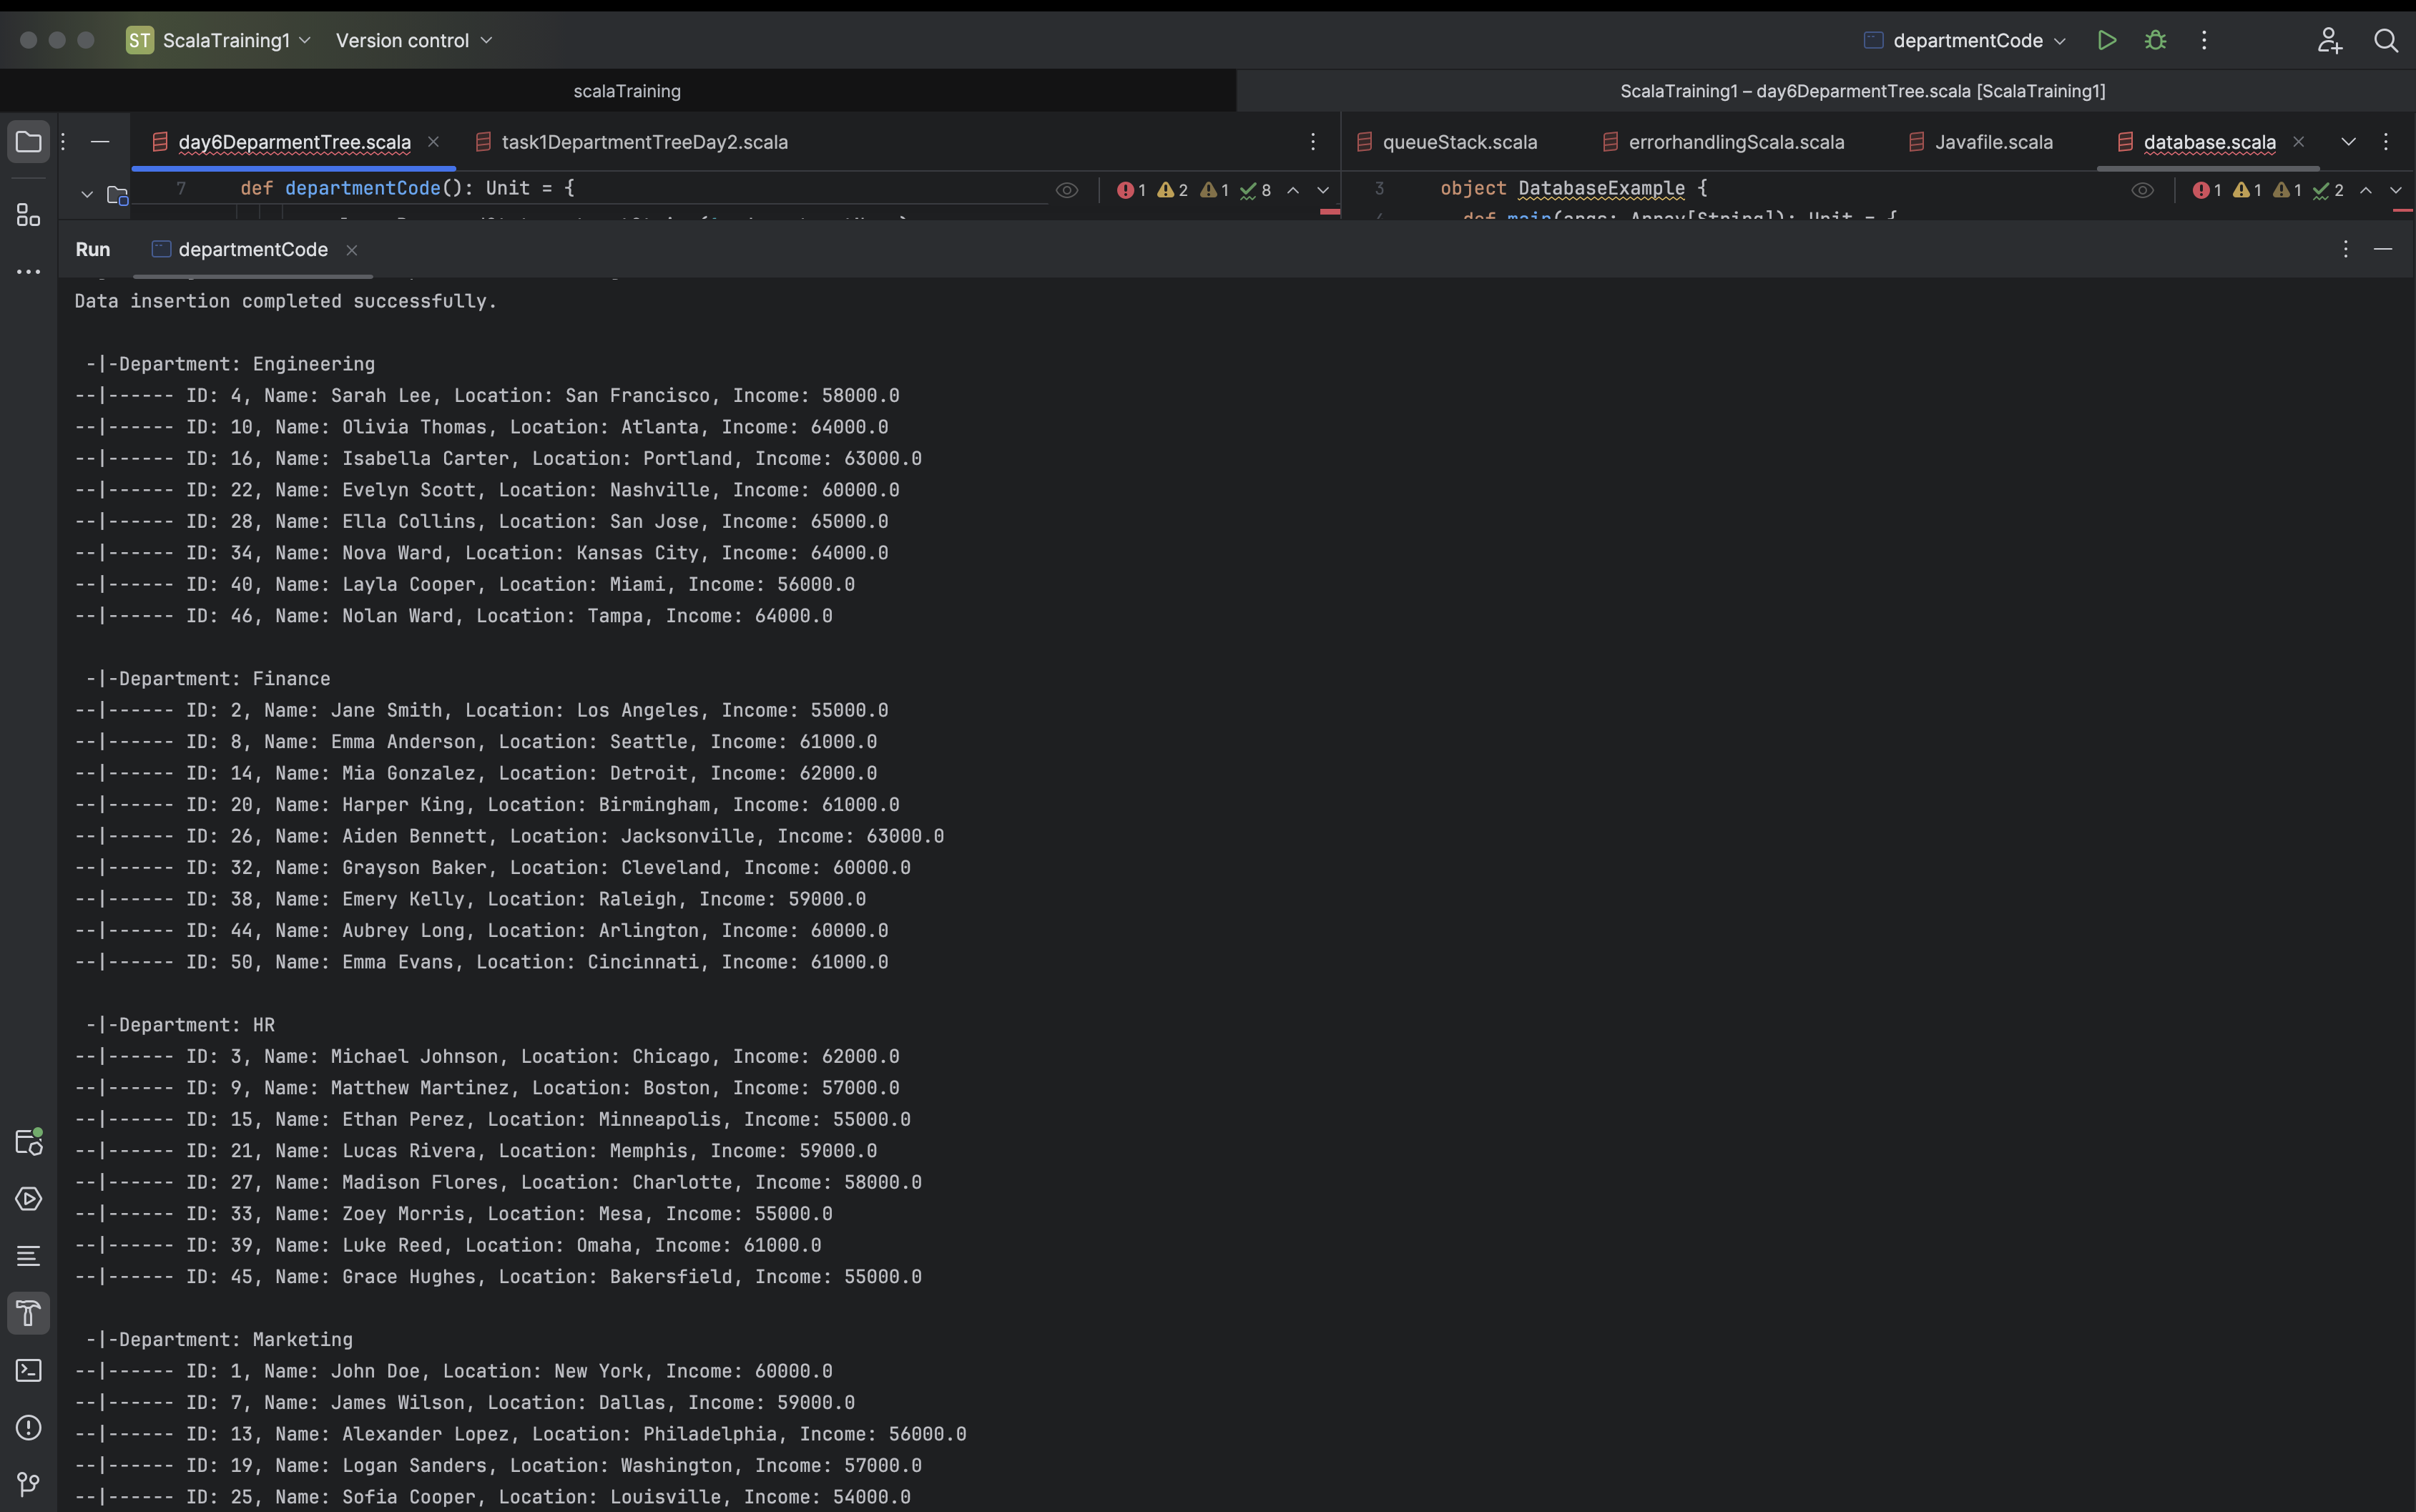 ST ScalaTraining1 Version control departmentCode
scalaTraining ScalaTraining1 – day6DeparmentTree.scala [ScalaTraining1]
day6DeparmentTree.scala task1DepartmentTreeDay2.scala queueStack.scala errorhandlingScala.scala Javafile.scala database.scala
7 def departmentCode(): Unit = { 1 2 1 8 3 object DatabaseExample { 1 1 1 2
def main(args: Array[String]): Unit = {
Run departmentCode
Data insertion completed successfully.
-|-Department: Engineering
--|------ ID: 4, Name: Sarah Lee, Location: San Francisco, Income: 58000.0
--|------ ID: 10, Name: Olivia Thomas, Location: Atlanta, Income: 64000.0
--|------ ID: 16, Name: Isabella Carter, Location: Portland, Income: 63000.0
--|------ ID: 22, Name: Evelyn Scott, Location: Nashville, Income: 60000.0
--|------ ID: 28, Name: Ella Collins, Location: San Jose, Income: 65000.0
--|------ ID: 34, Name: Nova Ward, Location: Kansas City, Income: 64000.0
--|------ ID: 40, Name: Layla Cooper, Location: Miami, Income: 56000.0
--|------ ID: 46, Name: Nolan Ward, Location: Tampa, Income: 64000.0
-|-Department: Finance
--|------ ID: 2, Name: Jane Smith, Location: Los Angeles, Income: 55000.0
--|------ ID: 8, Name: Emma Anderson, Location: Seattle, Income: 61000.0
--|------ ID: 14, Name: Mia Gonzalez, Location: Detroit, Income: 62000.0
--|------ ID: 20, Name: Harper King, Location: Birmingham, Income: 61000.0
--|------ ID: 26, Name: Aiden Bennett, Location: Jacksonville, Income: 63000.0
--|------ ID: 32, Name: Grayson Baker, Location: Cleveland, Income: 60000.0
--|------ ID: 38, Name: Emery Kelly, Location: Raleigh, Income: 59000.0
--|------ ID: 44, Name: Aubrey Long, Location: Arlington, Income: 60000.0
--|------ ID: 50, Name: Emma Evans, Location: Cincinnati, Income: 61000.0
-|-Department: HR
--|------ ID: 3, Name: Michael Johnson, Location: Chicago, Income: 62000.0
--|------ ID: 9, Name: Matthew Martinez, Location: Boston, Income: 57000.0
--|------ ID: 15, Name: Ethan Perez, Location: Minneapolis, Income: 55000.0
--|------ ID: 21, Name: Lucas Rivera, Location: Memphis, Income: 59000.0
--|------ ID: 27, Name: Madison Flores, Location: Charlotte, Income: 58000.0
--|------ ID: 33, Name: Zoey Morris, Location: Mesa, Income: 55000.0
--|------ ID: 39, Name: Luke Reed, Location: Omaha, Income: 61000.0
--|------ ID: 45, Name: Grace Hughes, Location: Bakersfield, Income: 55000.0
-|-Department: Marketing
--|------ ID: 1, Name: John Doe, Location: New York, Income: 60000.0
--|------ ID: 7, Name: James Wilson, Location: Dallas, Income: 59000.0
--|------ ID: 13, Name: Alexander Lopez, Location: Philadelphia, Income: 56000.0
--|------ ID: 19, Name: Logan Sanders, Location: Washington, Income: 57000.0
--|------ ID: 25, Name: Sofia Cooper, Location: Louisville, Income: 54000.0